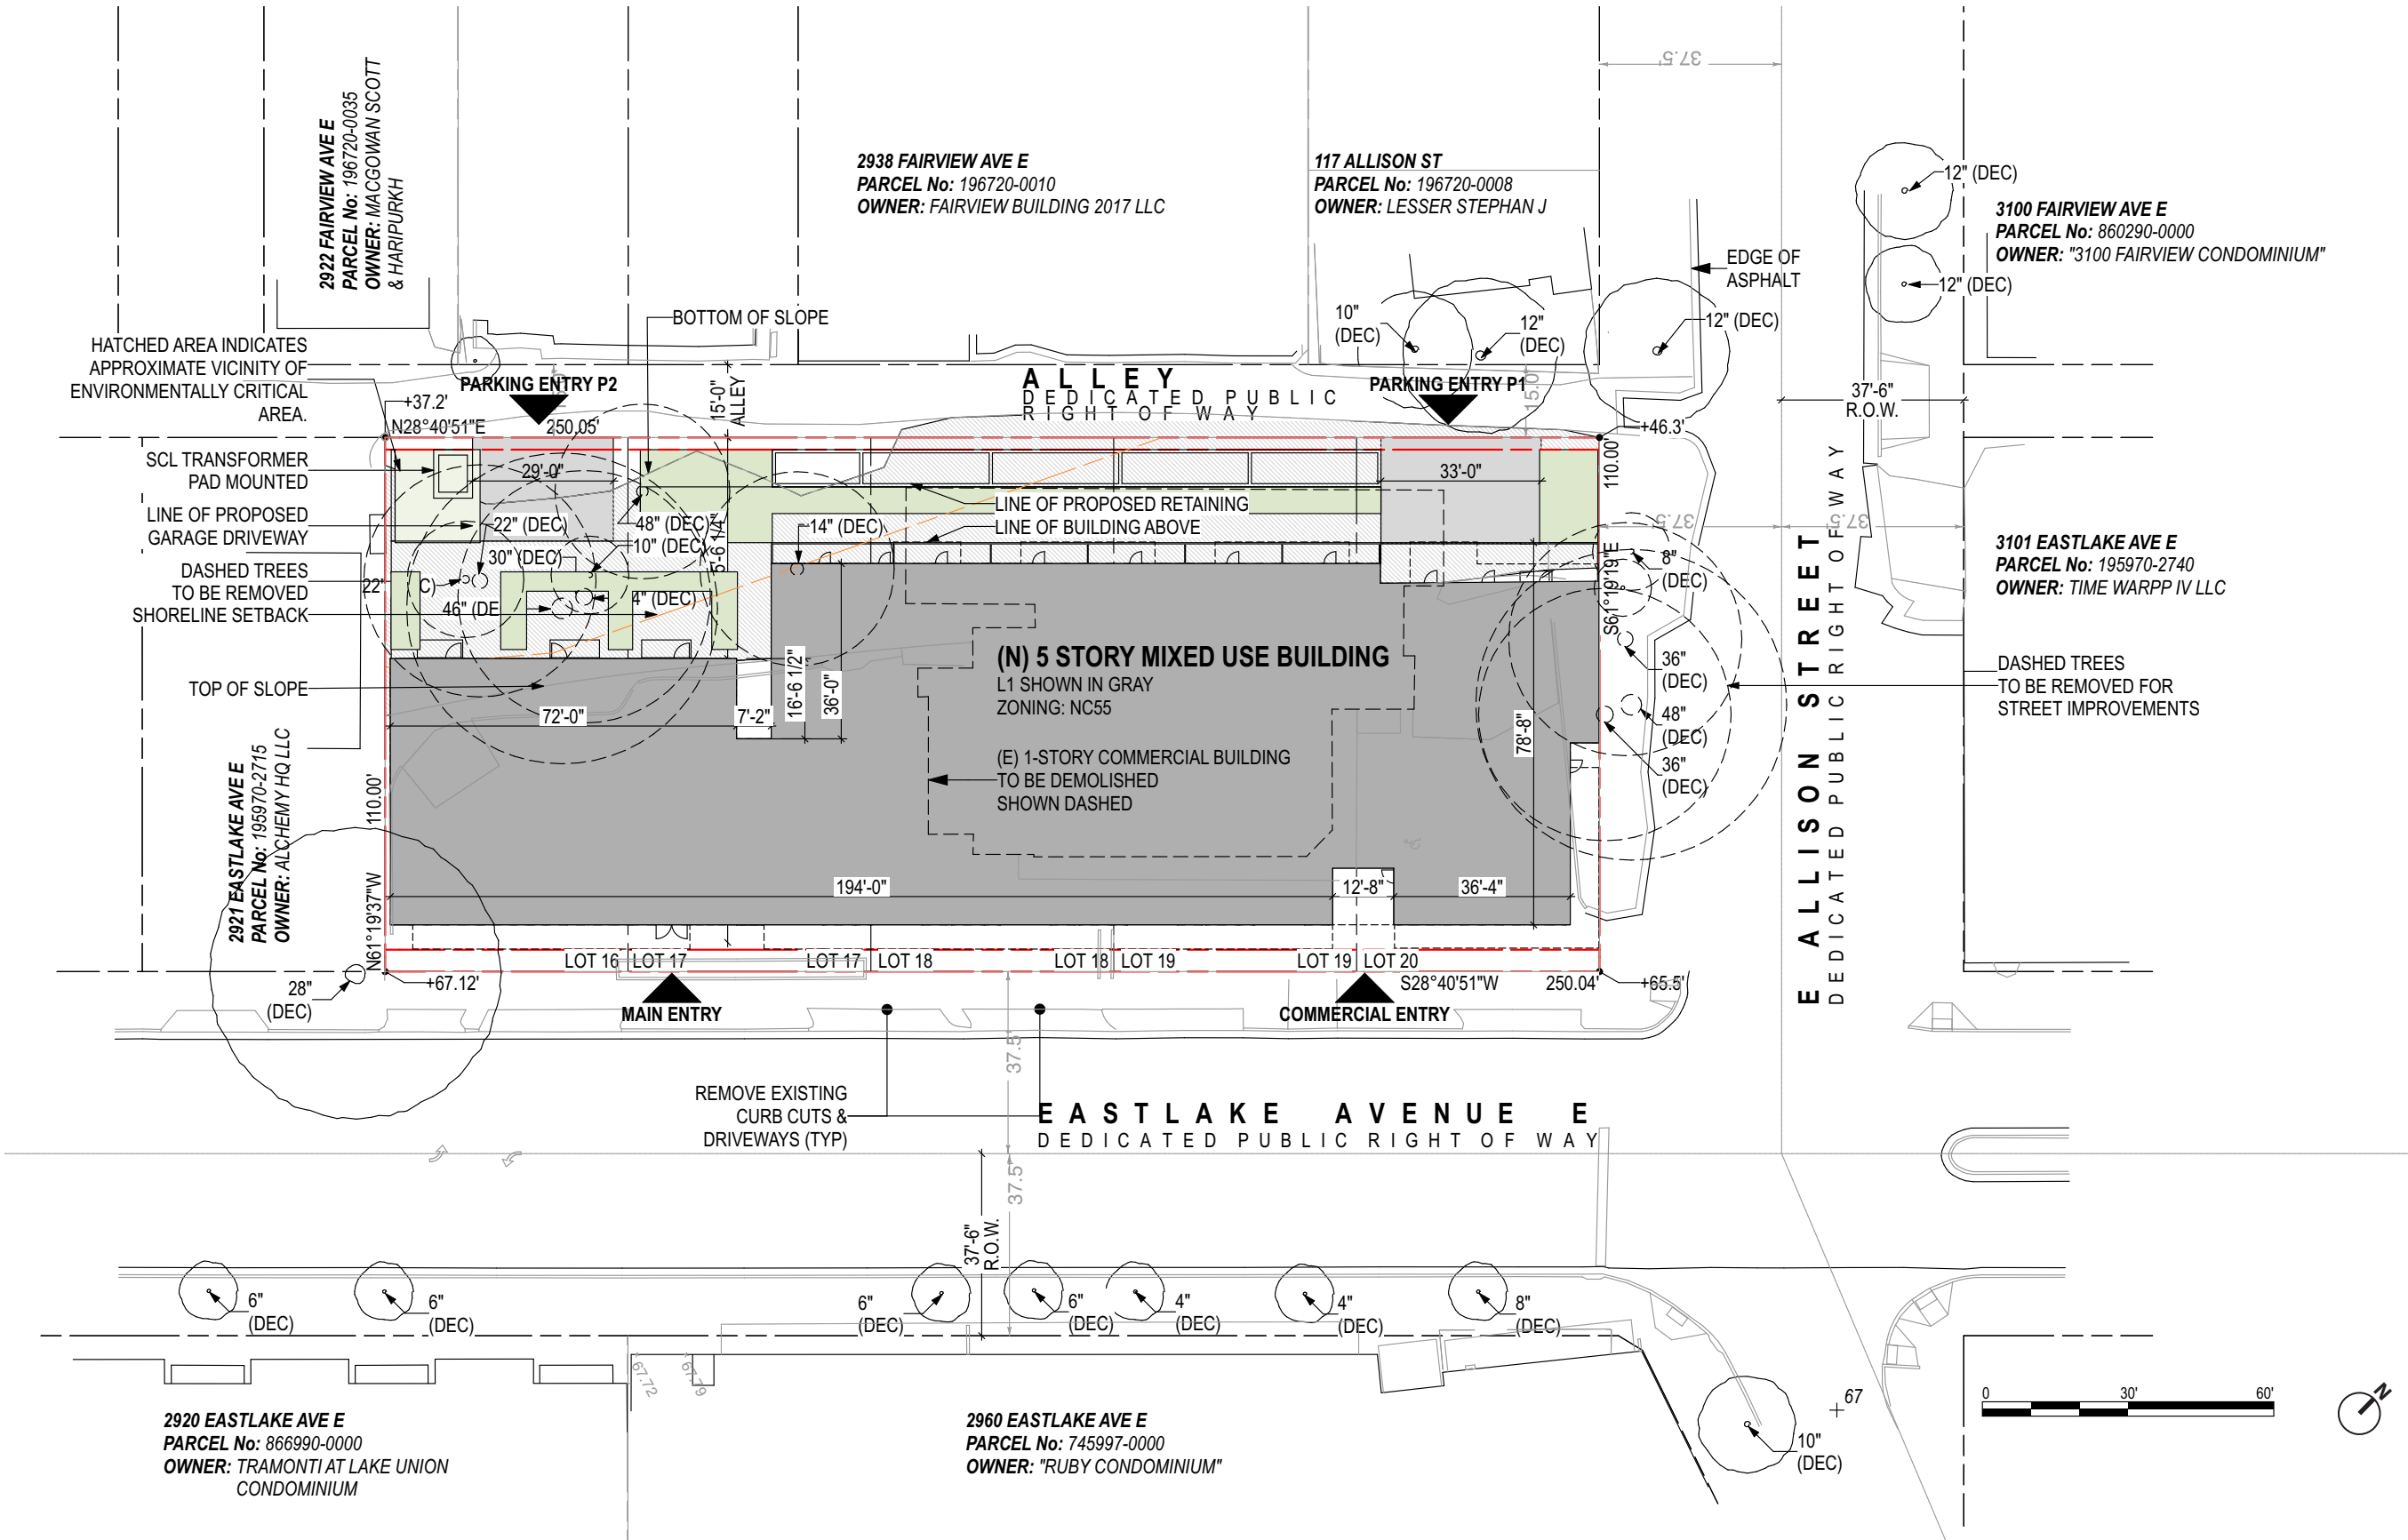 37.5'
2922 FAIRVIEW AVE E
PARCEL No: 196720-0035
OWNER: MACGOWAN SCOTT
& HARIPURKH
2938 FAIRVIEW AVE E
PARCEL No: 196720-0010
OWNER: FAIRVIEW BUILDING 2017 LLC
117 ALLISON ST
PARCEL No: 196720-0008
OWNER: LESSER STEPHAN J
12" (DEC)
3100 FAIRVIEW AVE E
PARCEL No: 860290-0000
OWNER: "3100 FAIRVIEW CONDOMINIUM"
12" (DEC)
EDGE OF
ASPHALT
BOTTOM OF SLOPE
10"
(DEC)
12"
(DEC)
12" (DEC)
HATCHED AREA INDICATES
APPROXIMATE VICINITY OF
ENVIRONMENTALLY CRITICAL
AREA.
PARKING ENTRY P2
15'-0"
ALLEY
ALLEY
DEDICATED PUBLIC
RIGHT OF WAY
PARKING ENTRY P1
15.0'
37'-6"
R.O.W.
+37.2'
N28°40'51"E
250.05'
+46.3'
110.00'
SCL TRANSFORMER
PAD MOUNTED
29'-0"
33'-0"
LINE OF PROPOSED RETAINING
LINE OF BUILDING ABOVE
LINE OF PROPOSED
GARAGE DRIVEWAY
22" (DEC)
48" (DEC)
14" (DEC)
10" (DEC)
30" (DEC)
37.5'
37.5'
DASHED TREES
TO BE REMOVED
SHORELINE SETBACK
22"
46" (DE
4" (DEC)
8"
(DEC)
S61°19'19"E
3101 EASTLAKE AVE E
PARCEL No: 195970-2740
OWNER: TIME WARPP IV LLC
(N) 5 STORY MIXED USE BUILDING
L1 SHOWN IN GRAY
ZONING: NC55
36"
(DEC)
DASHED TREES
TO BE REMOVED FOR
STREET IMPROVEMENTS
TOP OF SLOPE
72'-0"
7'-2"
16'-6 1/2"
36'-0"
78'-8"
48"
(DEC)
36"
(DEC)
(E) 1-STORY COMMERCIAL BUILDING
TO BE DEMOLISHED
SHOWN DASHED
E ALLISON STREET
DEDICATED PUBLIC RIGHT OF WAY
2921 EASTLAKE AVE E
PARCEL No: 195970-2715
OWNER: ALCHEMY HQ LLC
110.00'
N61°19'37"W
194'-0"
12'-8"
36'-4"
LOT 16
LOT 17
LOT 17
LOT 18
LOT 18
LOT 19
LOT 19
LOT 20
+67.12'
S28°40'51"W
250.04'
+65.5'
28"
(DEC)
MAIN ENTRY
COMMERCIAL ENTRY
37.5'
REMOVE EXISTING
CURB CUTS &
DRIVEWAYS (TYP)
EASTLAKE AVENUE E
DEDICATED PUBLIC RIGHT OF WAY
37.5'
37'-6"
R.O.W.
6"
(DEC)
6"
(DEC)
6"
(DEC)
6"
(DEC)
4"
(DEC)
4"
(DEC)
8"
(DEC)
67.72
67.79
67
0 30' 60'
N
10"
(DEC)
2920 EASTLAKE AVE E
PARCEL No: 866990-0000
OWNER: TRAMONTI AT LAKE UNION
CONDOMINIUM
2960 EASTLAKE AVE E
PARCEL No: 745997-0000
OWNER: "RUBY CONDOMINIUM"